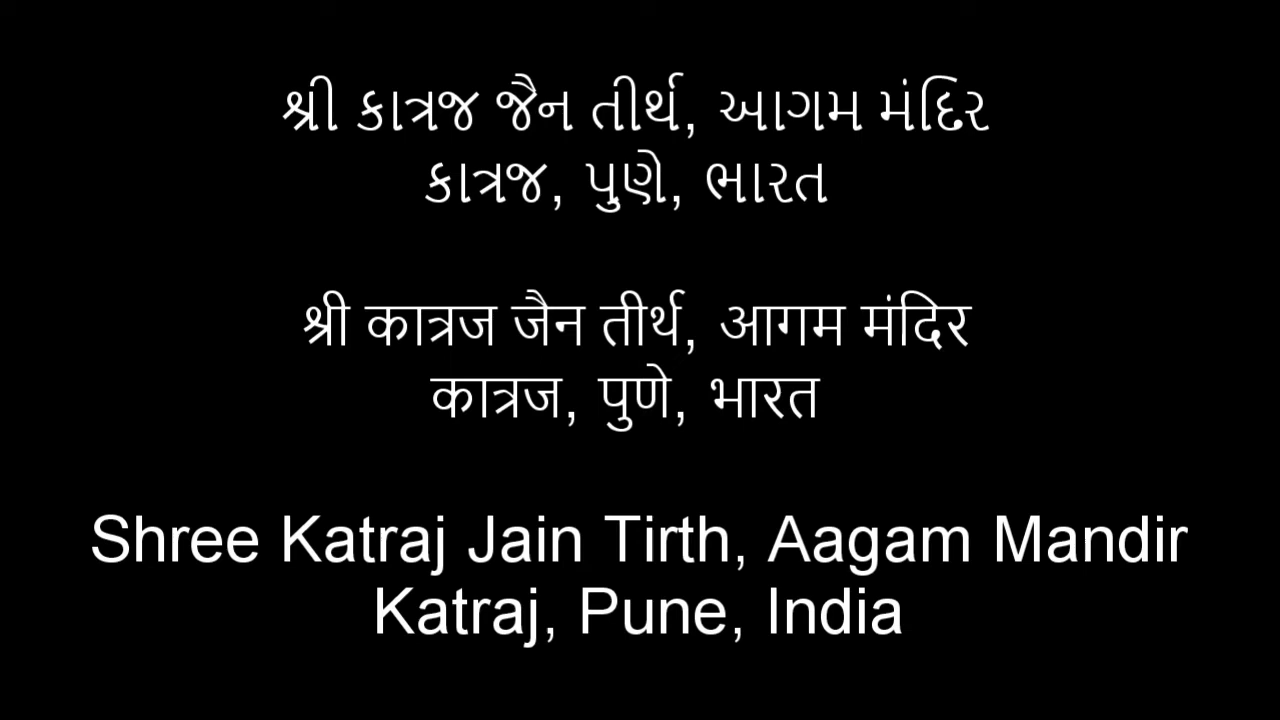 શ્રી કાત્રજ જૈન તીર્થ, આગમ મંદિર
કાત્રજ, પુણે, ભારત
श्री कात्रज जैन तीर्थ, आगम मंदिर
कात्रज, पुणे, भारत
Shree Katraj Jain Tirth, Aagam Mandir
Katraj, Pune, India